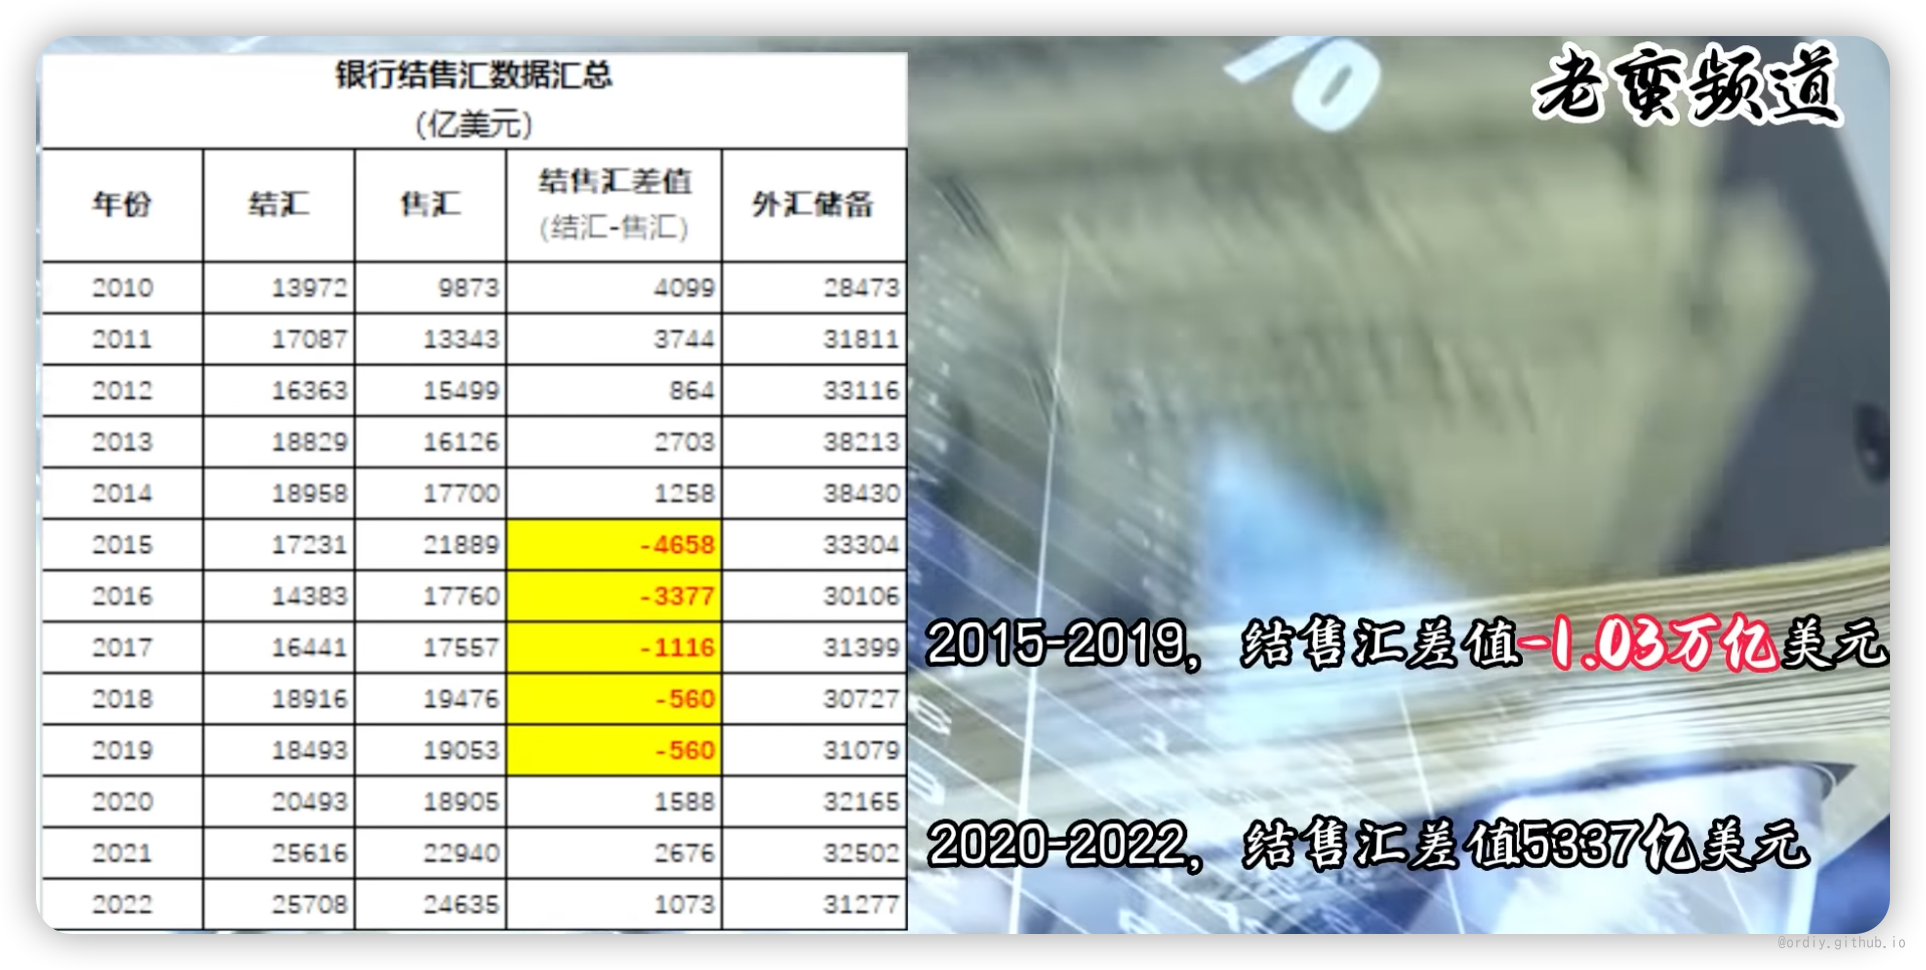 银行结售汇数据汇总
(亿美元)
年份 结汇 售汇 结售汇差值 外汇储备
(结汇-售汇)
2010 13972 9873 4099 28473
2011 17087 13343 3744 31811
2012 16363 15499 864 33116
2013 18829 16126 2703 38213
2014 18958 17700 1258 38430
2015 17231 21889 -4658 33304
2016 14383 17760 -3377 30106
2017 16441 17557 -1116 31399
2018 18916 19476 -560 30727
2019 18493 19053 -560 31079
2020 20493 18905 1588 32165
2021 25616 22940 2676 32502
2022 25708 24635 1073 31277
%
老蛮频道
2015-2019，结售汇差值-1.03万亿美元
2020-2022，结售汇差值5337亿美元
@ordiy.github.io